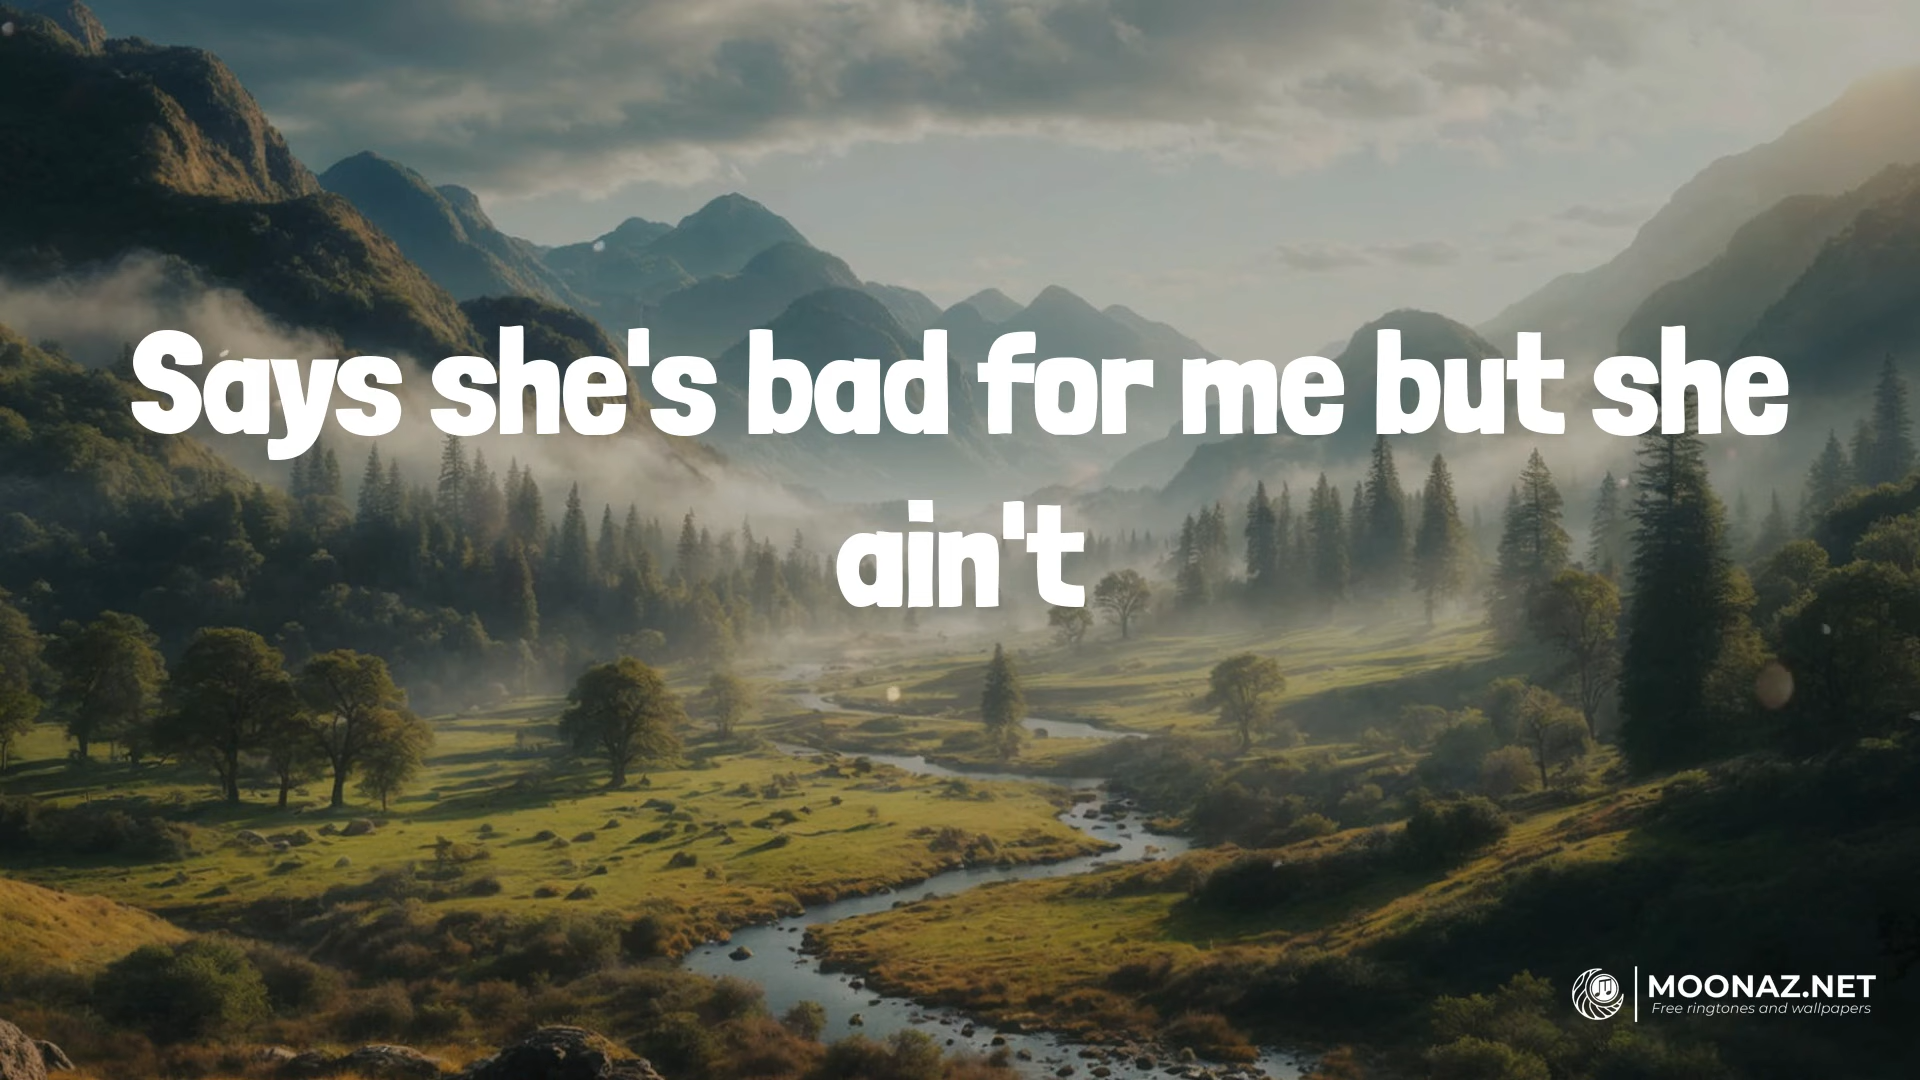 Says she's bad for me but she
ain't
MOONAZ.NET
Free ringtones and wallpapers